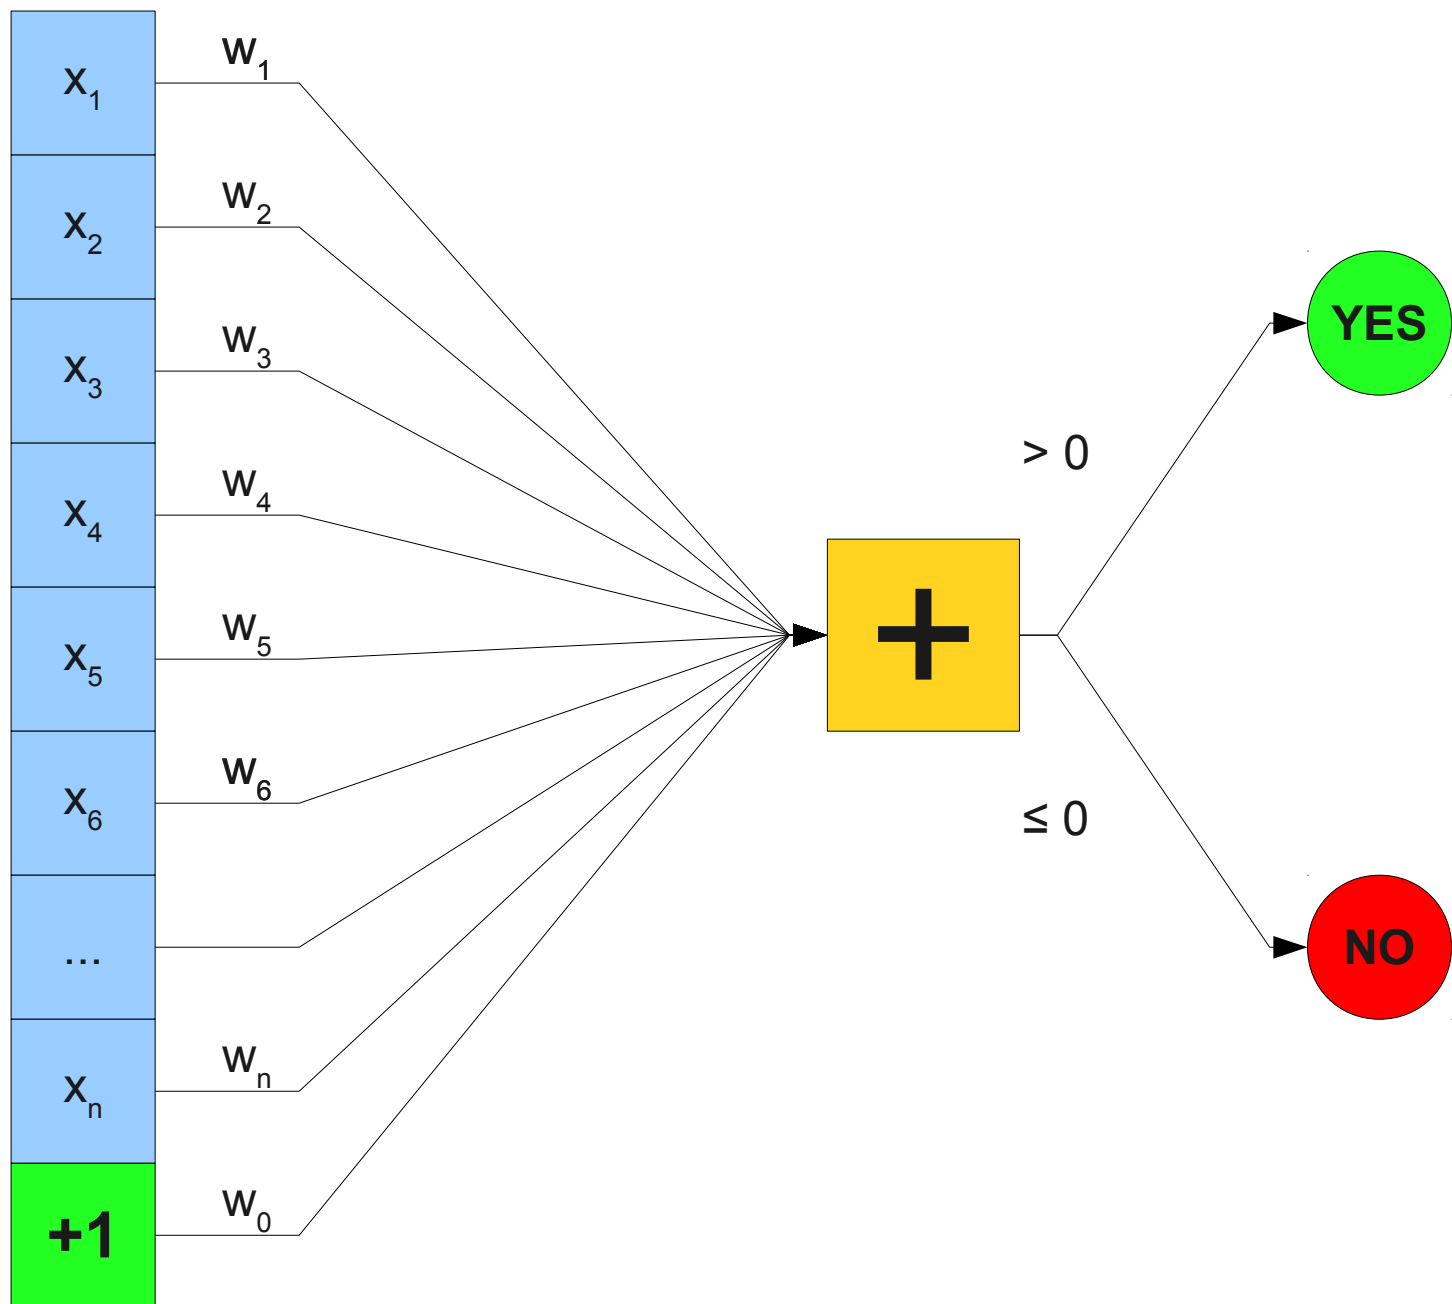 x₁ w₁
x₂ w₂
x₃ w₃
x₄ w₄
x₅ w₅
x₆ w₆
...
xₙ wₙ
+1 w₀
+
> 0
≤ 0
YES
NO